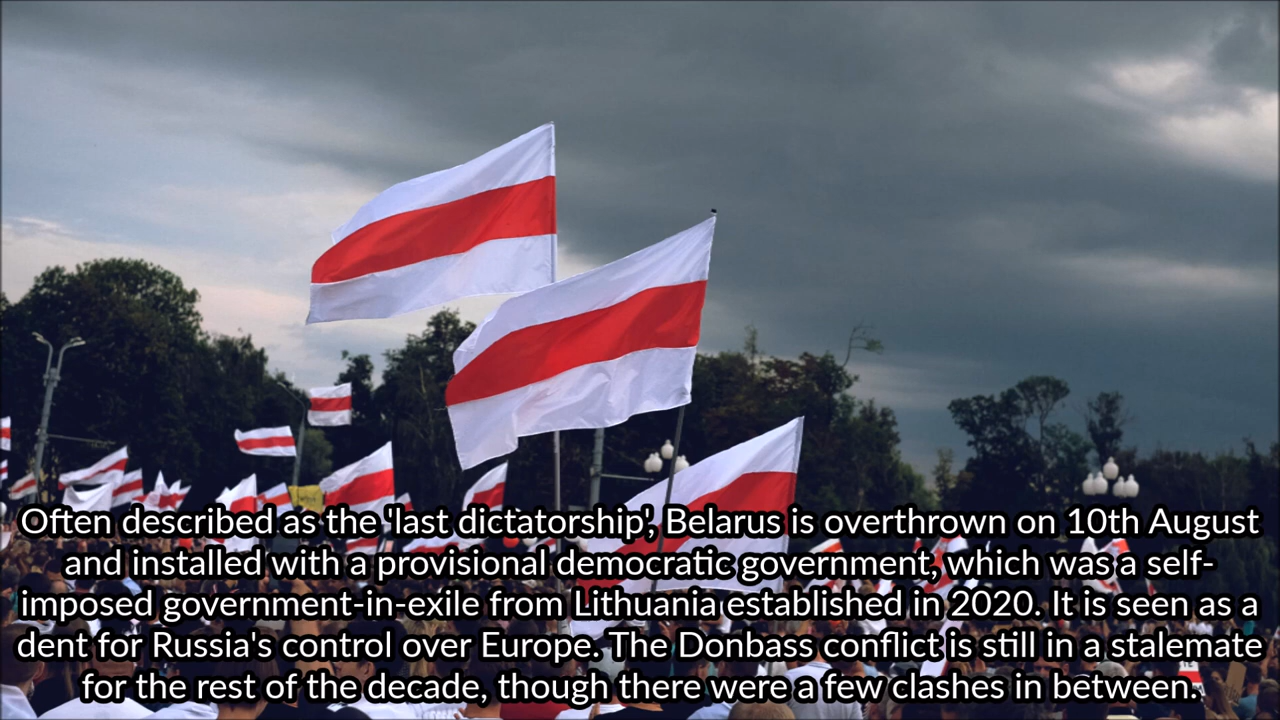 Often described as the 'last dictatorship', Belarus is overthrown on 10th August
and installed with a provisional democratic government, which was a self-
imposed government-in-exile from Lithuania established in 2020. It is seen as a
dent for Russia's control over Europe. The Donbass conflict is still in a stalemate
for the rest of the decade, though there were a few clashes in between.